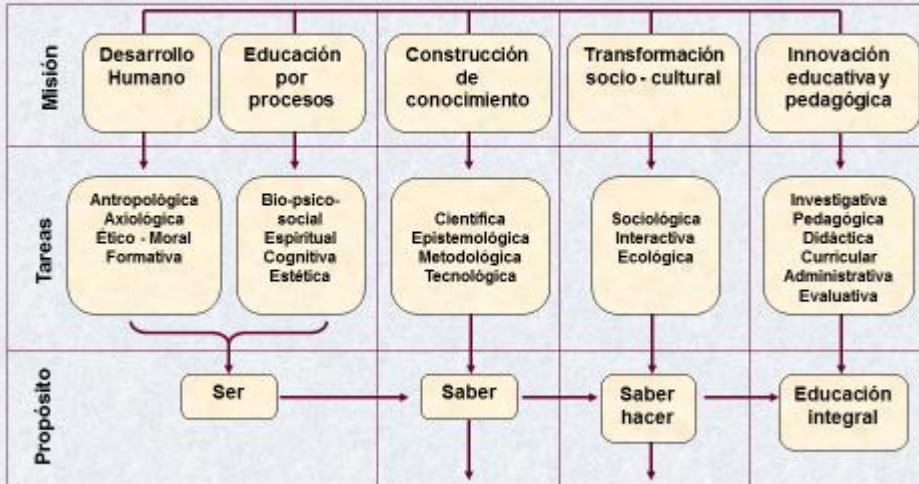 Misión
Desarrollo
Humano
Educación
por
procesos
Construcción
de
conocimiento
Transformación
socio - cultural
Innovación
educativa y
pedagógica
Tareas
Antropológica
Axiológica
Ético - Moral
Formativa
Bio-psico-
social
Espiritual
Cognitiva
Estética
Científica
Epistemológica
Metodológica
Tecnológica
Sociológica
Interactiva
Ecológica
Investigativa
Pedagógica
Didáctica
Curricular
Administrativa
Evaluativa
Propósito
Ser
Saber
Saber
hacer
Educación
integral